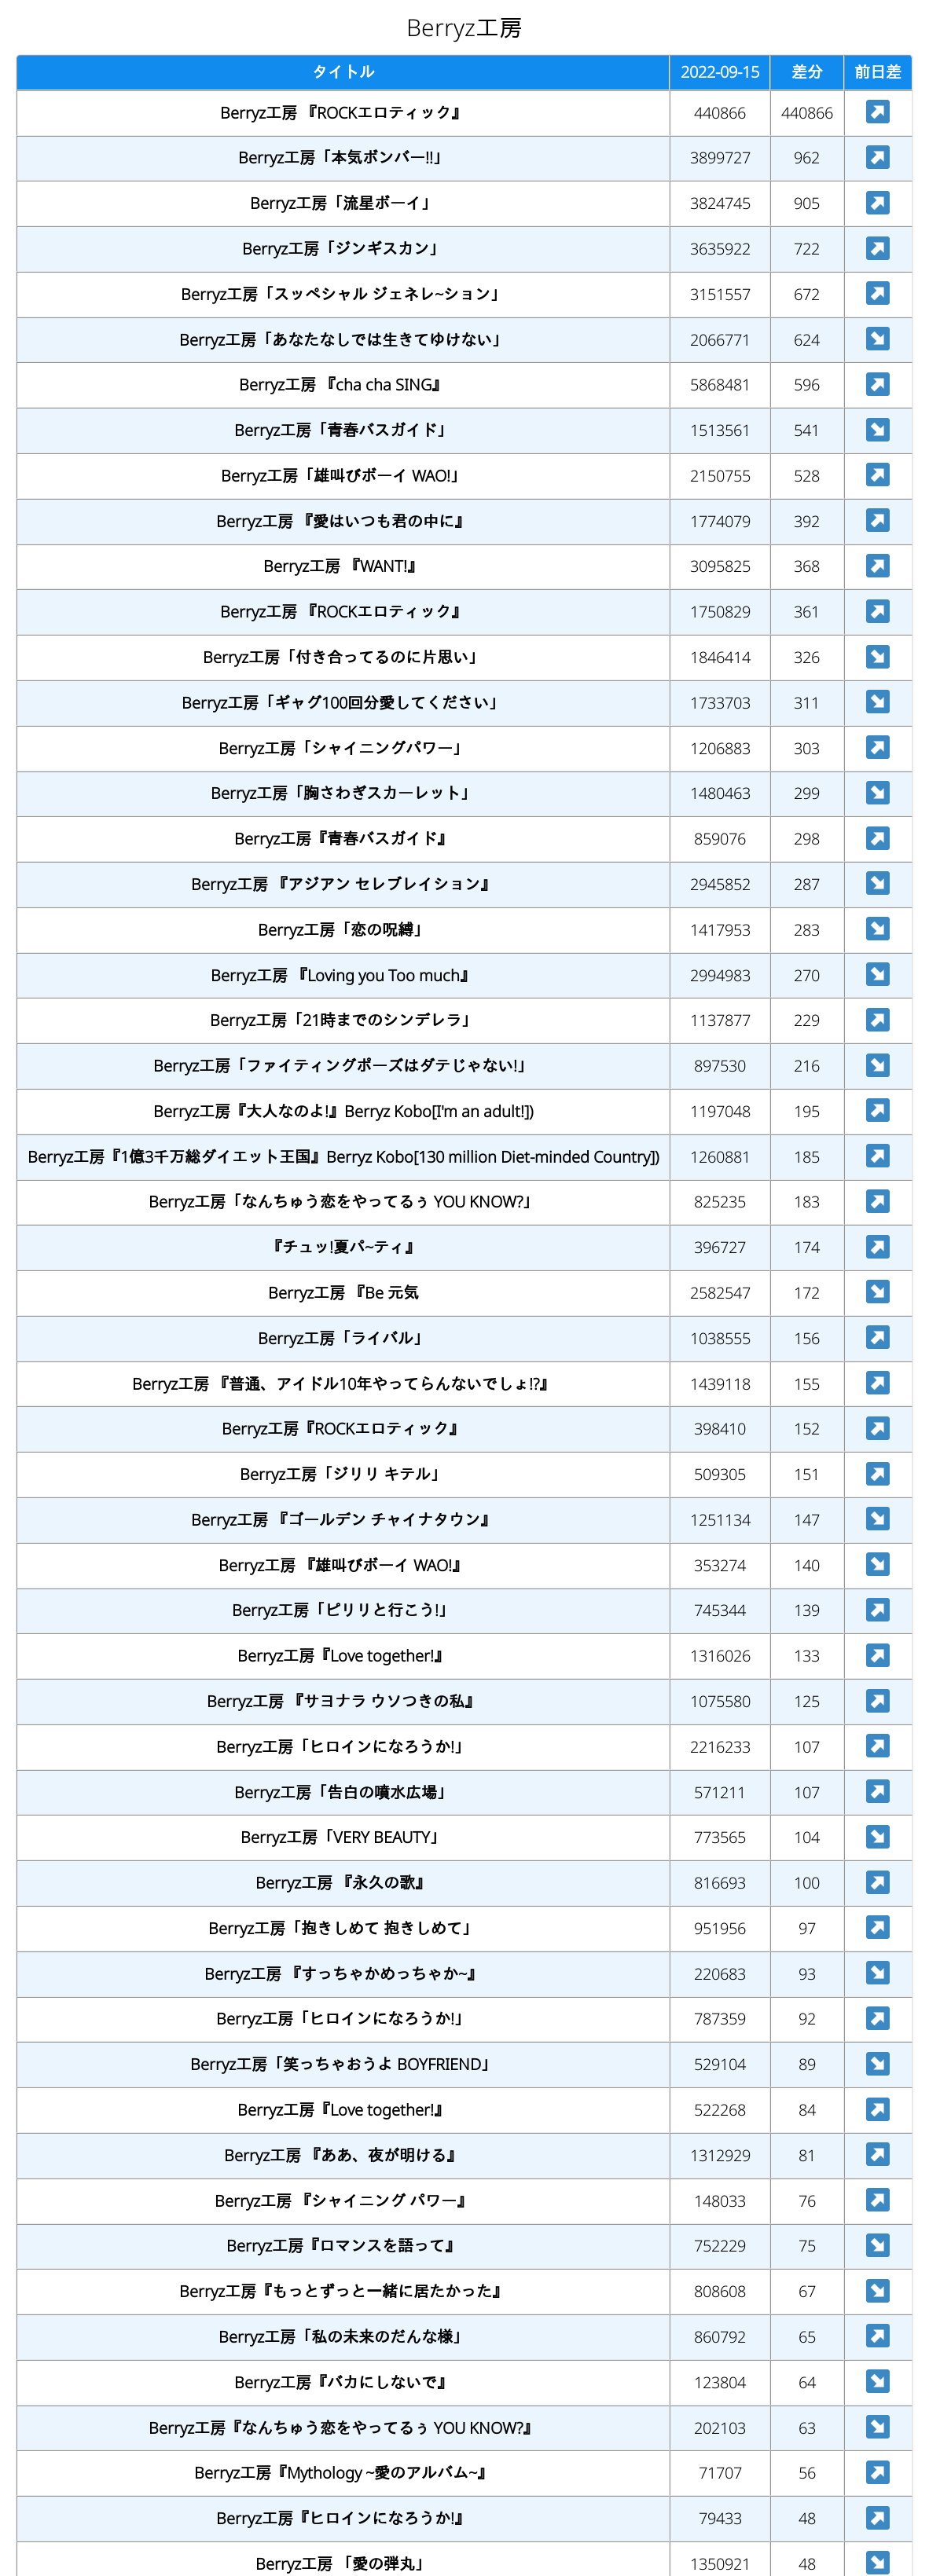 Berryz工房
タイトル 2022-09-15 差分 前日差
Berryz工房 『ROCKエロティック』 440866 440866
Berryz工房「本気ボンバー!!」 3899727 962
Berryz工房「流星ボーイ」 3824745 905
Berryz工房「ジンギスカン」 3635922 722
Berryz工房「スッペシャル ジェネレ~ション」 3151557 672
Berryz工房「あなたなしでは生きてゆけない」 2066771 624
Berryz工房 『cha cha SING』 5868481 596
Berryz工房「青春バスガイド」 1513561 541
Berryz工房「雄叫びボーイ WAO!」 2150755 528
Berryz工房 『愛はいつも君の中に』 1774079 392
Berryz工房 『WANT!』 3095825 368
Berryz工房 『ROCKエロティック』 1750829 361
Berryz工房「付き合ってるのに片思い」 1846414 326
Berryz工房「ギャグ100回分愛してください」 1733703 311
Berryz工房「シャイニングパワー」 1206883 303
Berryz工房「胸さわぎスカーレット」 1480463 299
Berryz工房『青春バスガイド』 859076 298
Berryz工房 『アジアン セレブレイション』 2945852 287
Berryz工房「恋の呪縛」 1417953 283
Berryz工房 『Loving you Too much』 2994983 270
Berryz工房「21時までのシンデレラ」 1137877 229
Berryz工房「ファイティングポーズはダテじゃない!」 897530 216
Berryz工房『大人なのよ!』Berryz Kobo[I'm an adult!]) 1197048 195
Berryz工房『1億3千万総ダイエット王国』Berryz Kobo[130 million Diet-minded Country]) 1260881 185
Berryz工房「なんちゅう恋をやってるぅ YOU KNOW?」 825235 183
『チュッ!夏パ~ティ』 396727 174
Berryz工房 『Be 元気 2582547 172
Berryz工房「ライバル」 1038555 156
Berryz工房 『普通、アイドル10年やってらんないでしょ!?』 1439118 155
Berryz工房『ROCKエロティック』 398410 152
Berryz工房「ジリリ キテル」 509305 151
Berryz工房 『ゴールデン チャイナタウン』 1251134 147
Berryz工房 『雄叫びボーイ WAO!』 353274 140
Berryz工房「ピリリと行こう!」 745344 139
Berryz工房『Love together!』 1316026 133
Berryz工房 『サヨナラ ウソつきの私』 1075580 125
Berryz工房「ヒロインになろうか!」 2216233 107
Berryz工房「告白の噴水広場」 571211 107
Berryz工房「VERY BEAUTY」 773565 104
Berryz工房 『永久の歌』 816693 100
Berryz工房「抱きしめて 抱きしめて」 951956 97
Berryz工房 『すっちゃかめっちゃか~』 220683 93
Berryz工房「ヒロインになろうか!」 787359 92
Berryz工房「笑っちゃおうよ BOYFRIEND」 529104 89
Berryz工房『Love together!』 522268 84
Berryz工房 『ああ、夜が明ける』 1312929 81
Berryz工房 『シャイニング パワー』 148033 76
Berryz工房『ロマンスを語って』 752229 75
Berryz工房『もっとずっと一緒に居たかった』 808608 67
Berryz工房「私の未来のだんな様」 860792 65
Berryz工房『バカにしないで』 123804 64
Berryz工房『なんちゅう恋をやってるぅ YOU KNOW?』 202103 63
Berryz工房『Mythology ~愛のアルバム~』 71707 56
Berryz工房『ヒロインになろうか!』 79433 48
Berryz工房 「愛の弾丸」 1350921 48